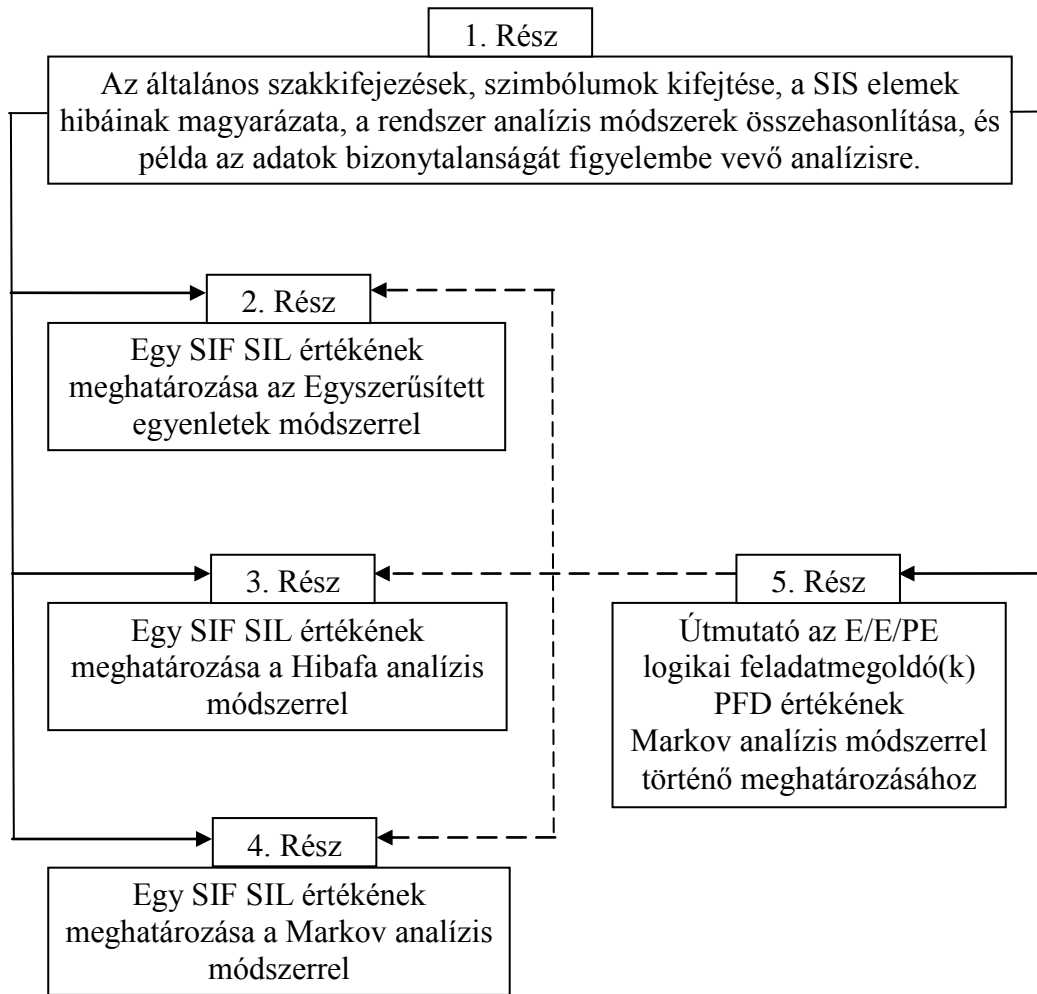 1. Rész
Az általános szakkifejezések, szimbólumok kifejtése, a SIS elemek
hibáinak magyarázata, a rendszer analízis módszerek összehasonlítása, és
példa az adatok bizonytalanságát figyelembe vevő analízisre.
2. Rész
Egy SIF SIL értékének
meghatározása az Egyszerűsített
egyenletek módszerrel
3. Rész
Egy SIF SIL értékének
meghatározása a Hibafa analízis
módszerrel
5. Rész
Útmutató az E/E/PE
logikai feladatmegoldó(k)
PFD értékének
Markov analízis módszerrel
történő meghatározásához
4. Rész
Egy SIF SIL értékének
meghatározása a Markov analízis
módszerrel